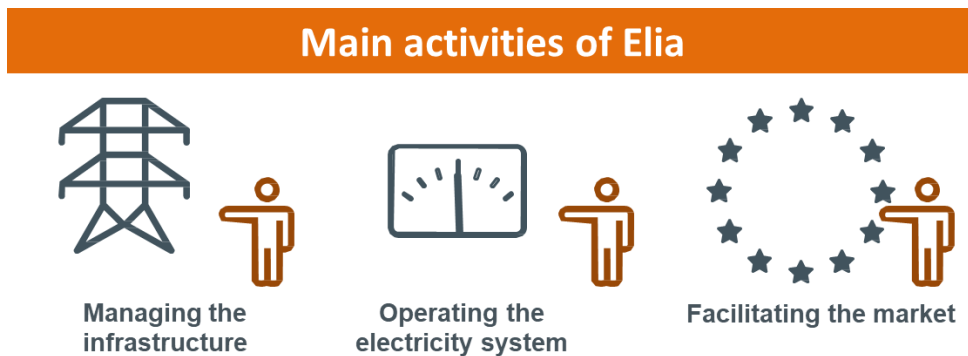 Main activities of Elia
Managing the
infrastructure
Operating the
electricity system
Facilitating the market